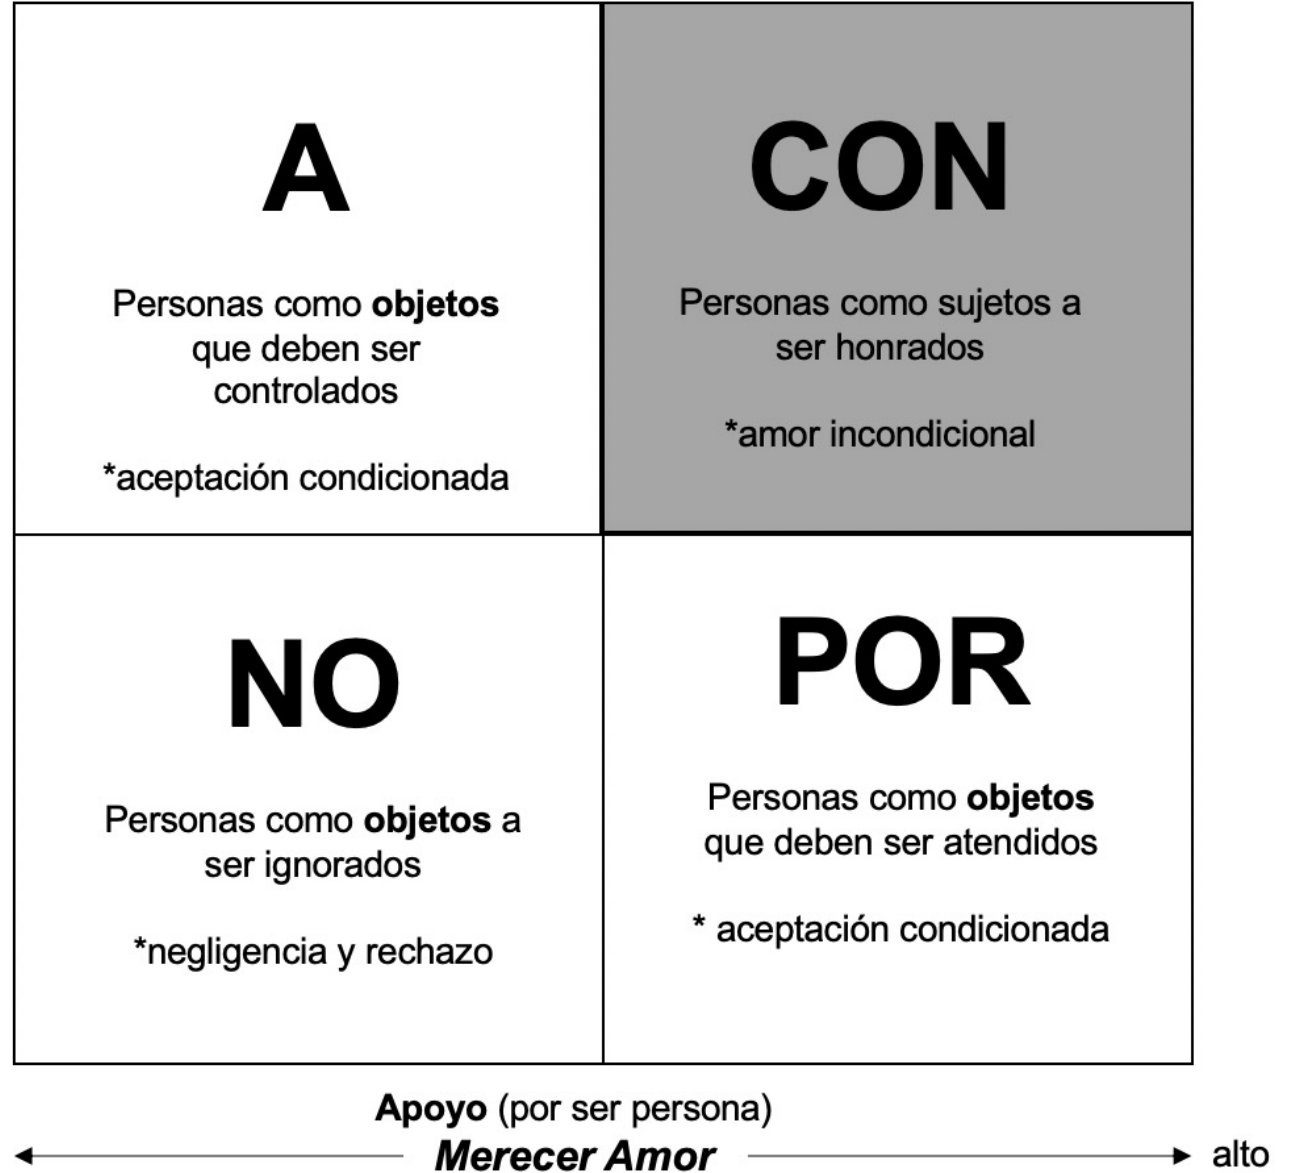 A
Personas como objetos
que deben ser
controlados
*aceptación condicionada
CON
Personas como sujetos a
ser honrados
*amor incondicional
NO
Personas como objetos a
ser ignorados
*negligencia y rechazo
POR
Personas como objetos
que deben ser atendidos
* aceptación condicionada
Apoyo (por ser persona)
Merecer Amor
alto